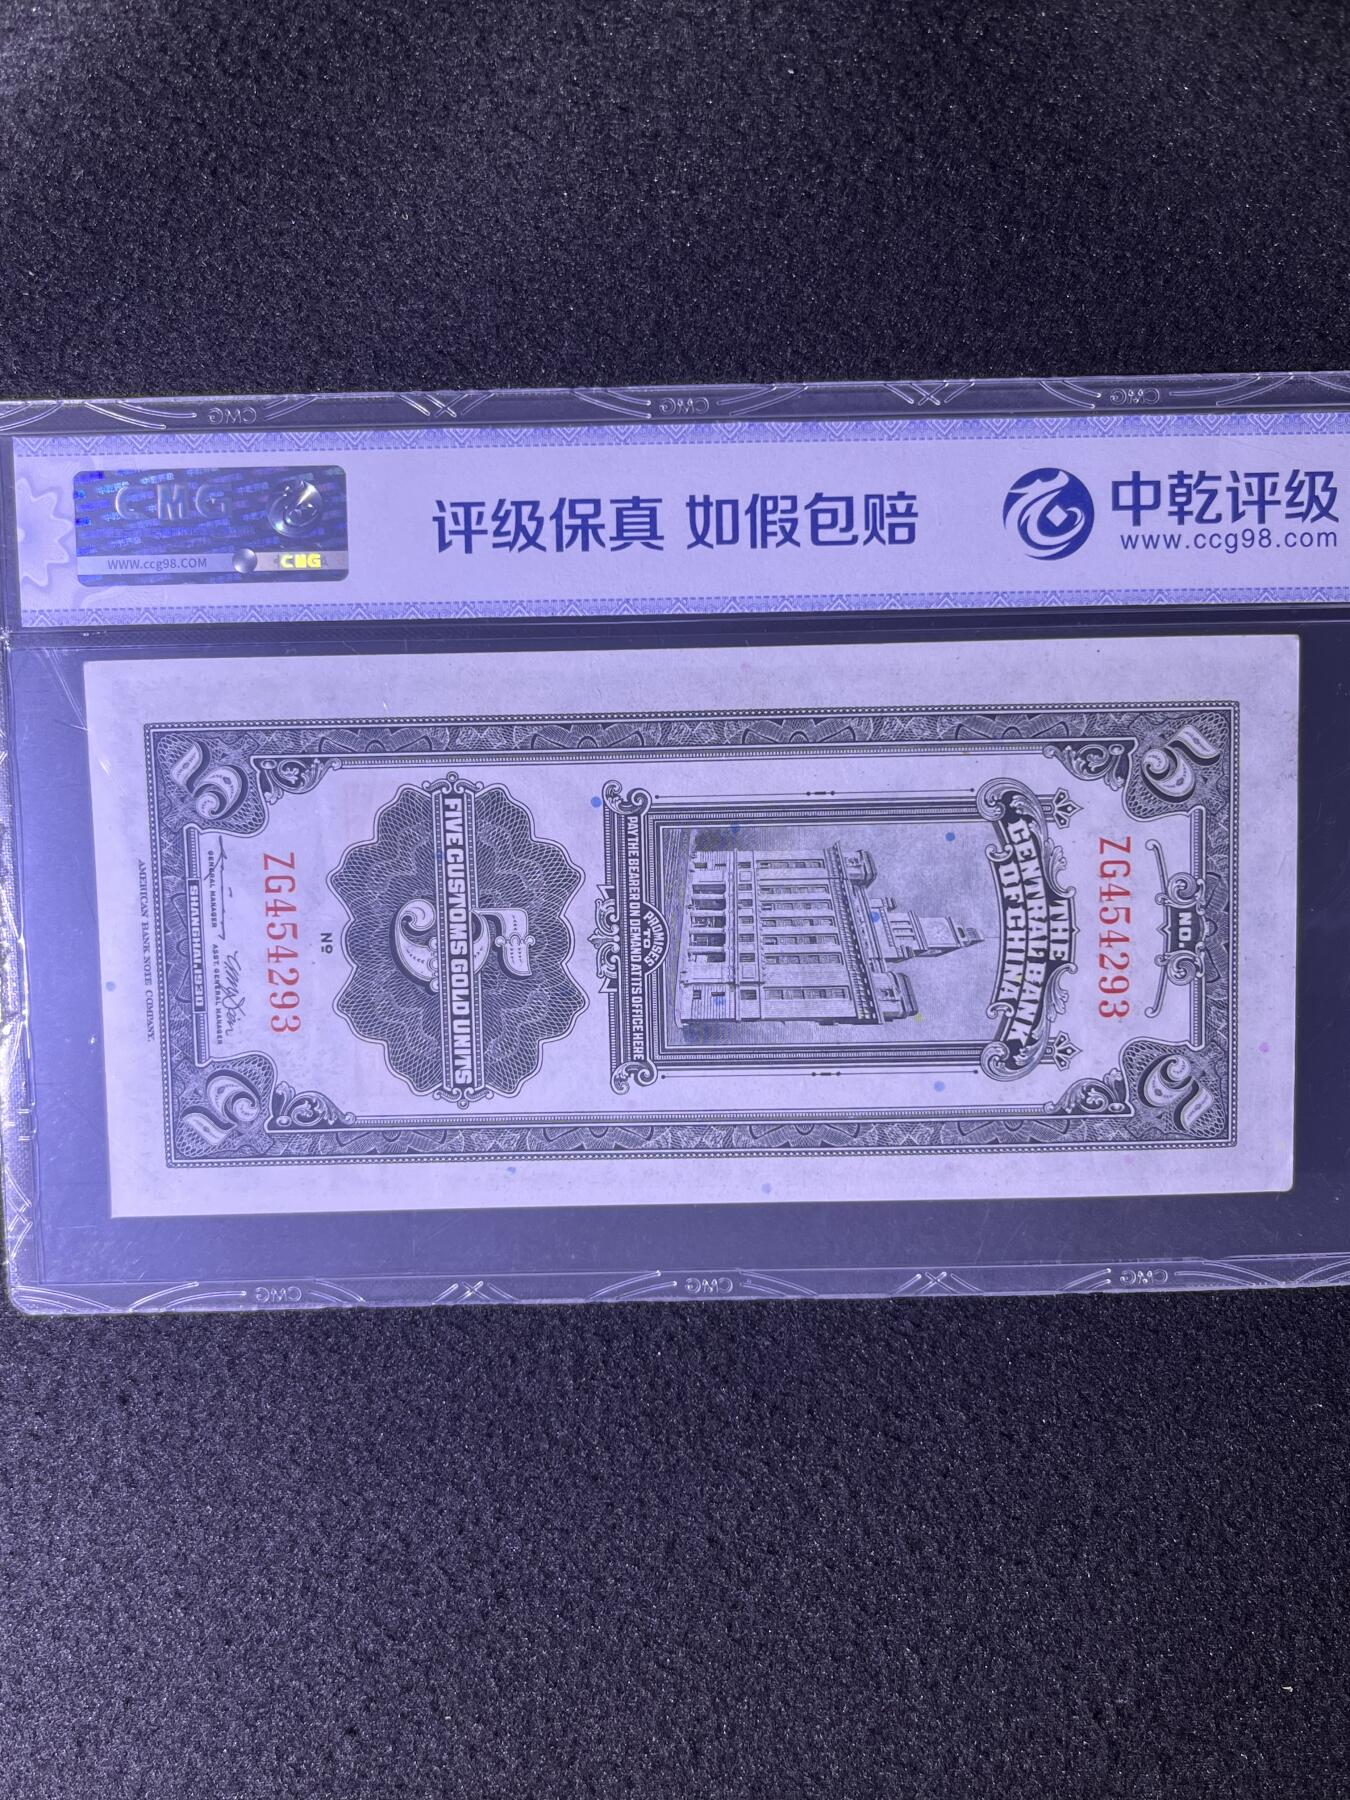 CMG
WWW.CCG98.COM
CMG
评级保真 如假包赔
中乾评级
www.ccg98.com
5
5
NO.
ZG454293
THE
CENTRAL BANK
OF CHINA
PROMISES
TO
PAY THE BEARER ON DEMAND AT ITS OFFICE HERE
5
FIVE CUSTOMS GOLD UNITS
No
ZG454293
GENERAL MANAGER
ASST. GENERAL MANAGER
SHANGHAI.1930
5
5
AMERICAN BANK NOTE COMPANY.